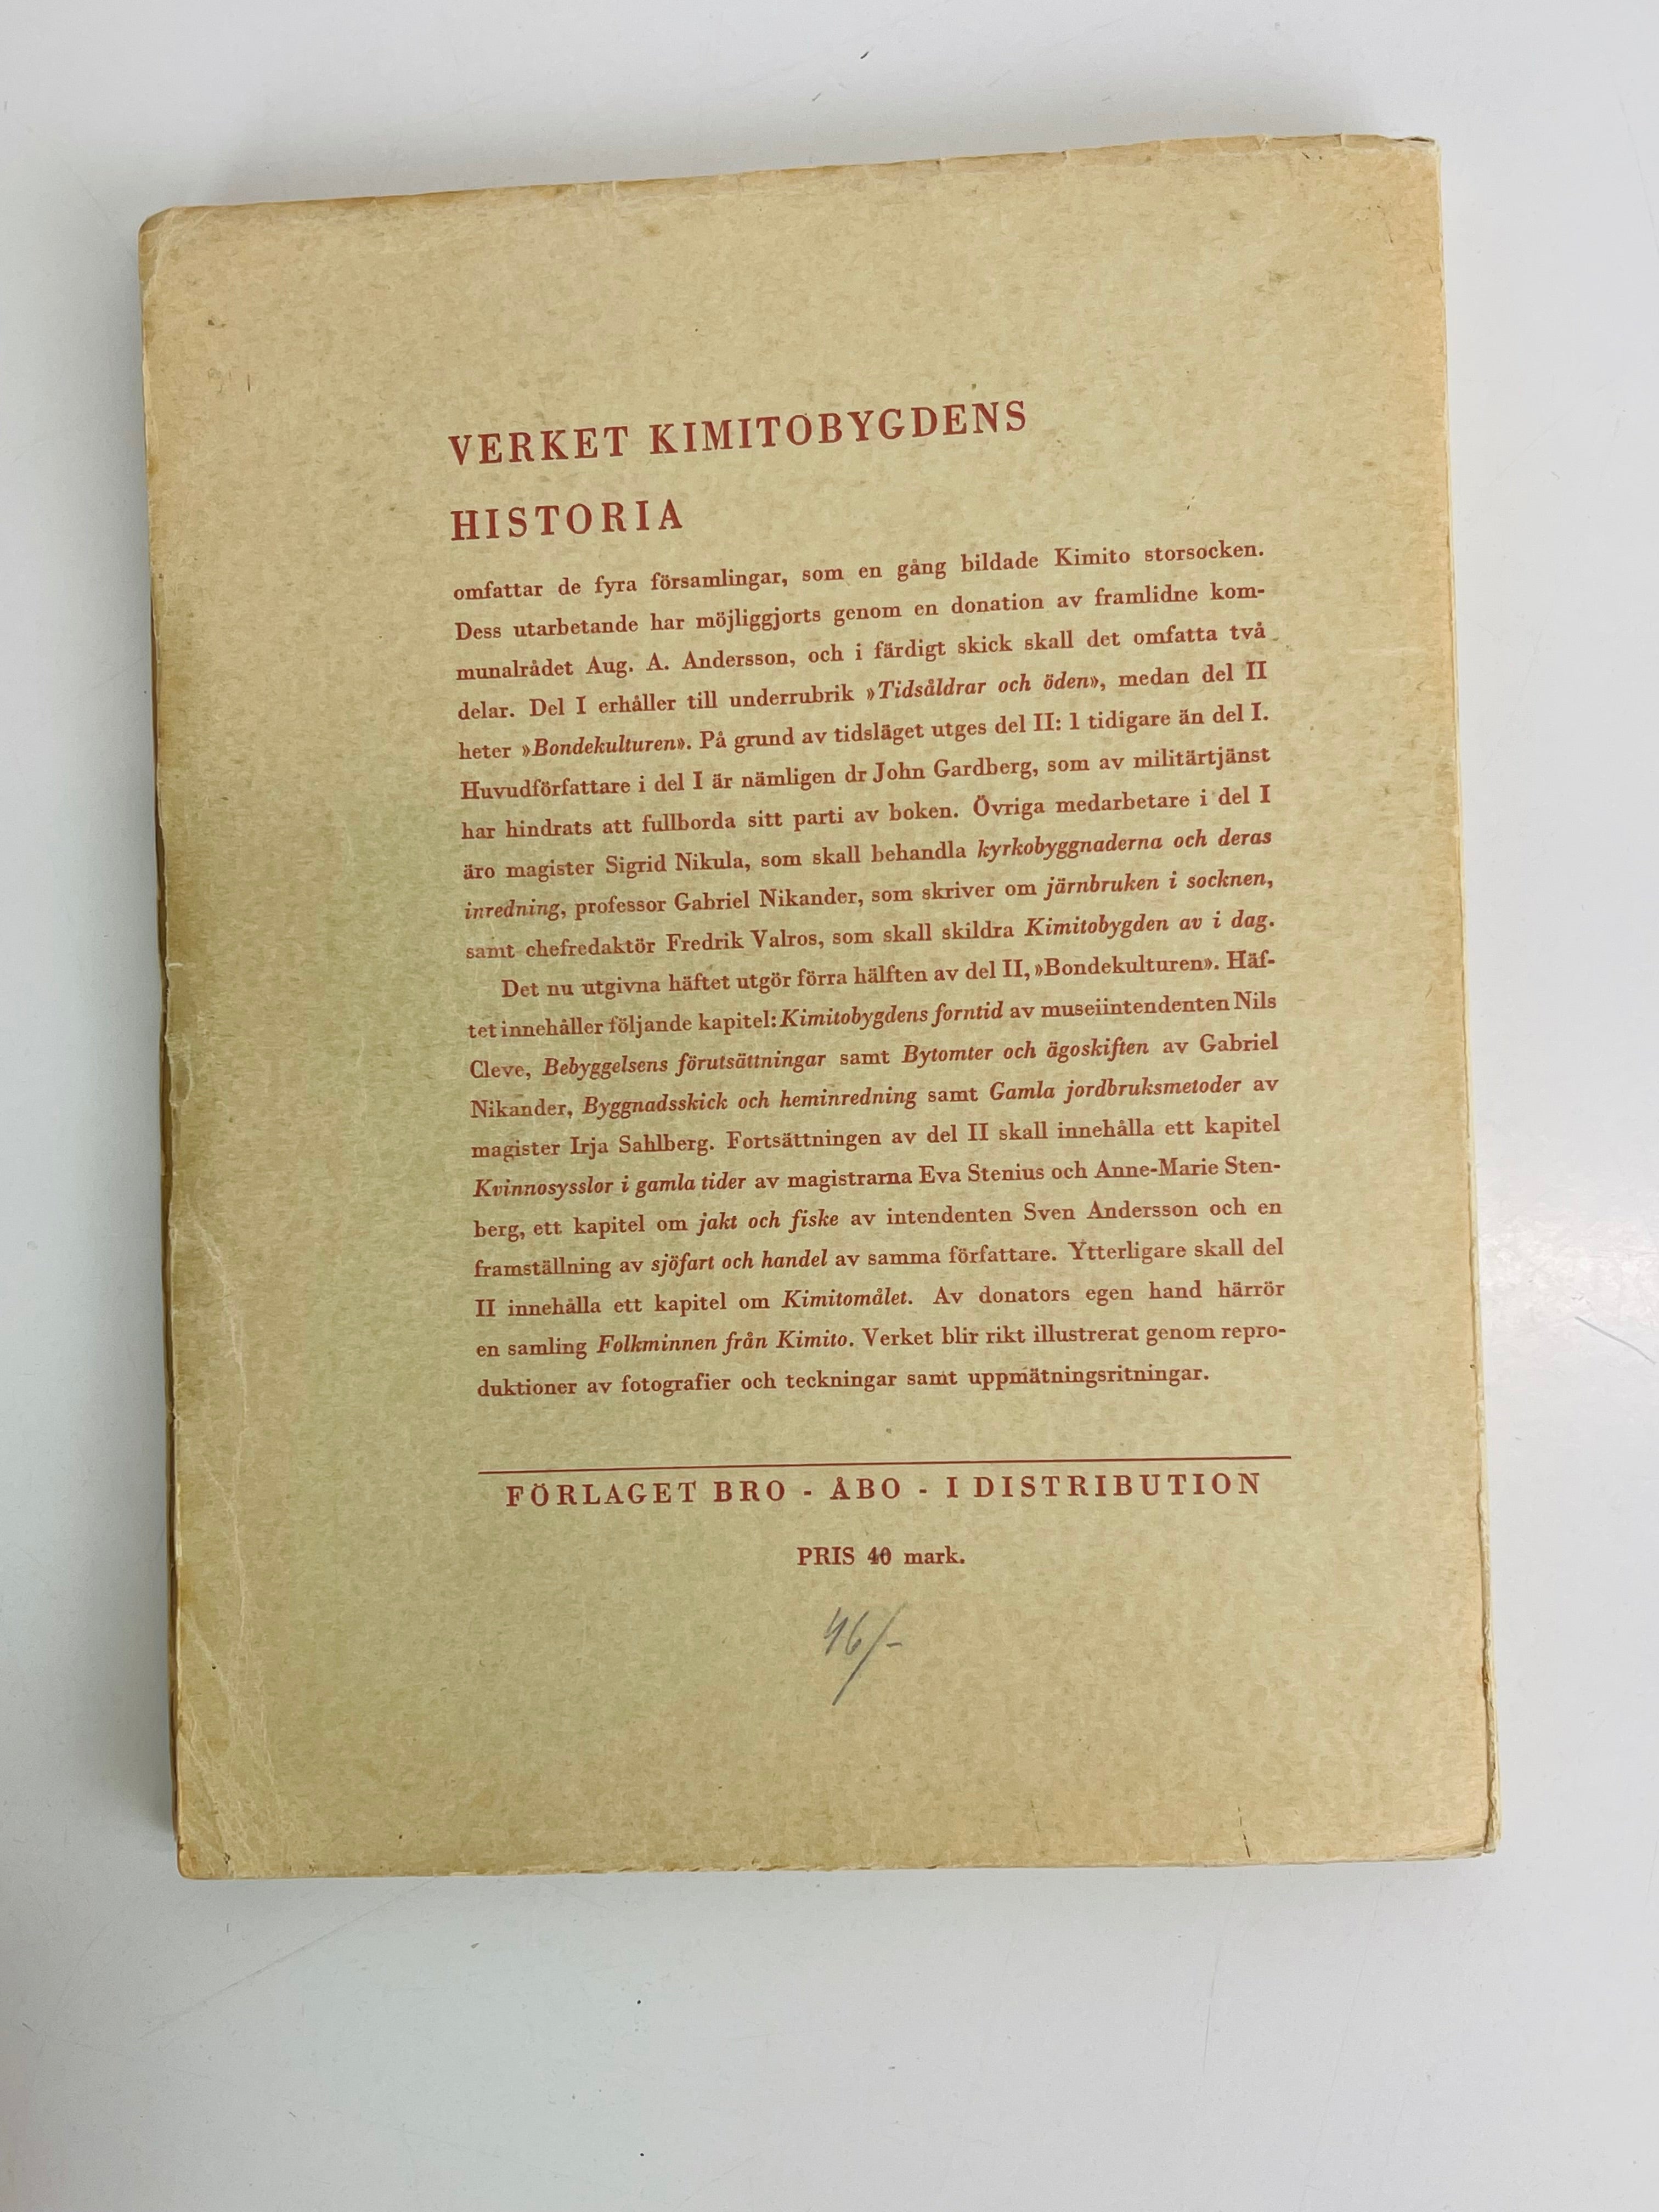 VERKET KIMITOBYGDENS
HISTORIA
omfattar de fyra församlingar, som en gång bildade Kimito storsocken.
Dess utarbetande har möjliggjorts genom en donation av framlidne kom-
munalrådet Aug. A. Andersson, och i färdigt skick skall det omfatta två
delar. Del I erhåller till underrubrik »Tidsåldrar och öden», medan del II
heter »Bondekulturen». På grund av tidsläget utges del II: 1 tidigare än del I.
Huvudförfattare i del I är nämligen dr John Gardberg, som av militärtjänst
har hindrats att fullborda sitt parti av boken. Övriga medarbetare i del I
äro magister Sigrid Nikula, som skall behandla kyrkobyggnaderna och deras
inredning, professor Gabriel Nikander, som skriver om järnbruken i socknen,
samt chefredaktör Fredrik Valros, som skall skildra Kimitobygden av i dag.
Det nu utgivna häftet utgör förra hälften av del II, »Bondekulturen». Häf-
tet innehåller följande kapitel: Kimitobygdens forntid av museiintendenten Nils
Cleve, Bebyggelsens förutsättningar samt Bytomter och ägoskiften av Gabriel
Nikander, Byggnadsskick och heminredning samt Gamla jordbruksmetoder av
magister Irja Sahlberg. Fortsättningen av del II skall innehålla ett kapitel
Kvinnosysslor i gamla tider av magistrarna Eva Stenius och Anne-Marie Sten-
berg, ett kapitel om jakt och fiske av intendenten Sven Andersson och en
framställning av sjöfart och handel av samma författare. Ytterligare skall del
II innehålla ett kapitel om Kimitomålet. Av donators egen hand härrör
en samling Folkminnen från Kimito. Verket blir rikt illustrerat genom repro-
duktioner av fotografier och teckningar samt uppmätningsritningar.
FÖRLAGET BRO - ÅBO - I DISTRIBUTION
PRIS 40 mark.
46/-